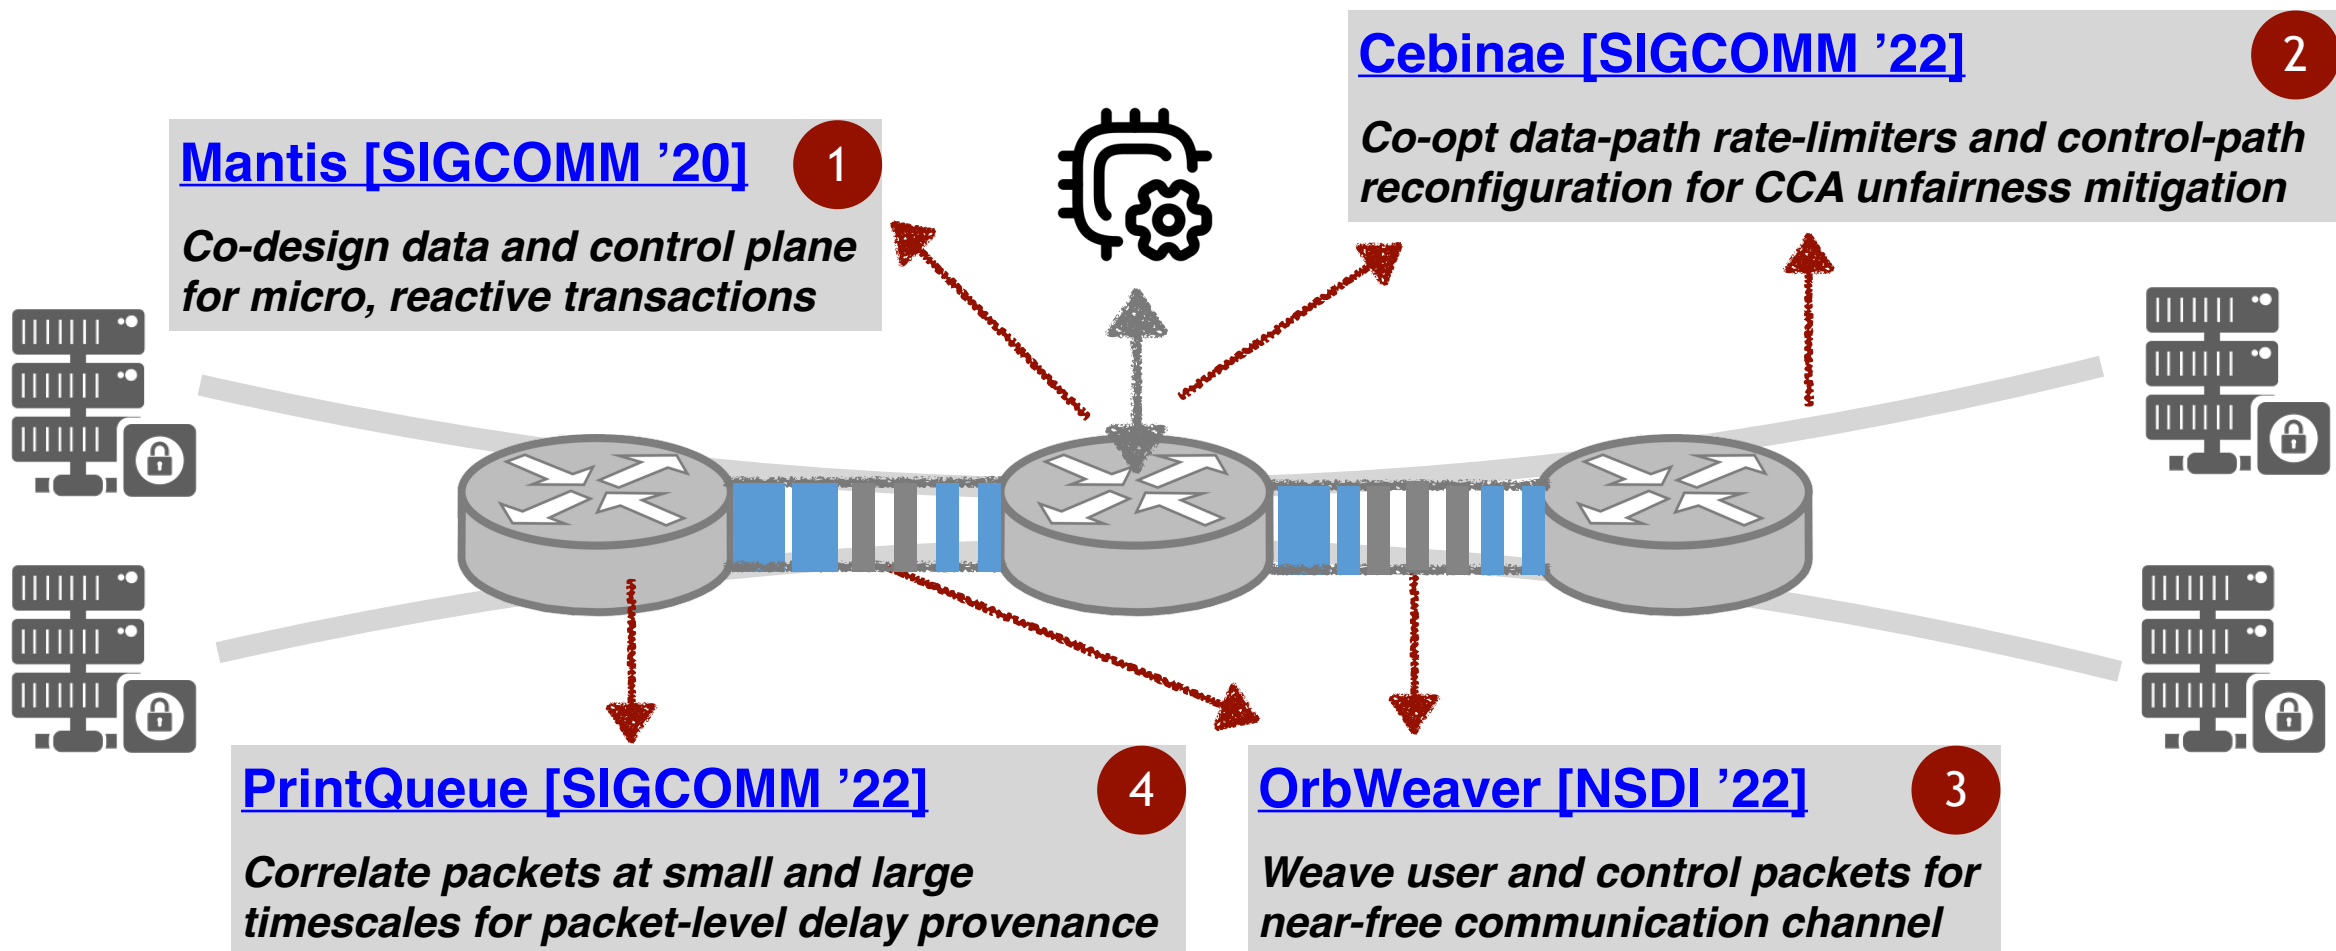 Mantis [SIGCOMM ’20]
1
Co-design data and control plane
for micro, reactive transactions
Cebinae [SIGCOMM ’22]
2
Co-opt data-path rate-limiters and control-path
reconfiguration for CCA unfairness mitigation
PrintQueue [SIGCOMM ’22]
4
Correlate packets at small and large
timescales for packet-level delay provenance
OrbWeaver [NSDI ’22]
3
Weave user and control packets for
near-free communication channel